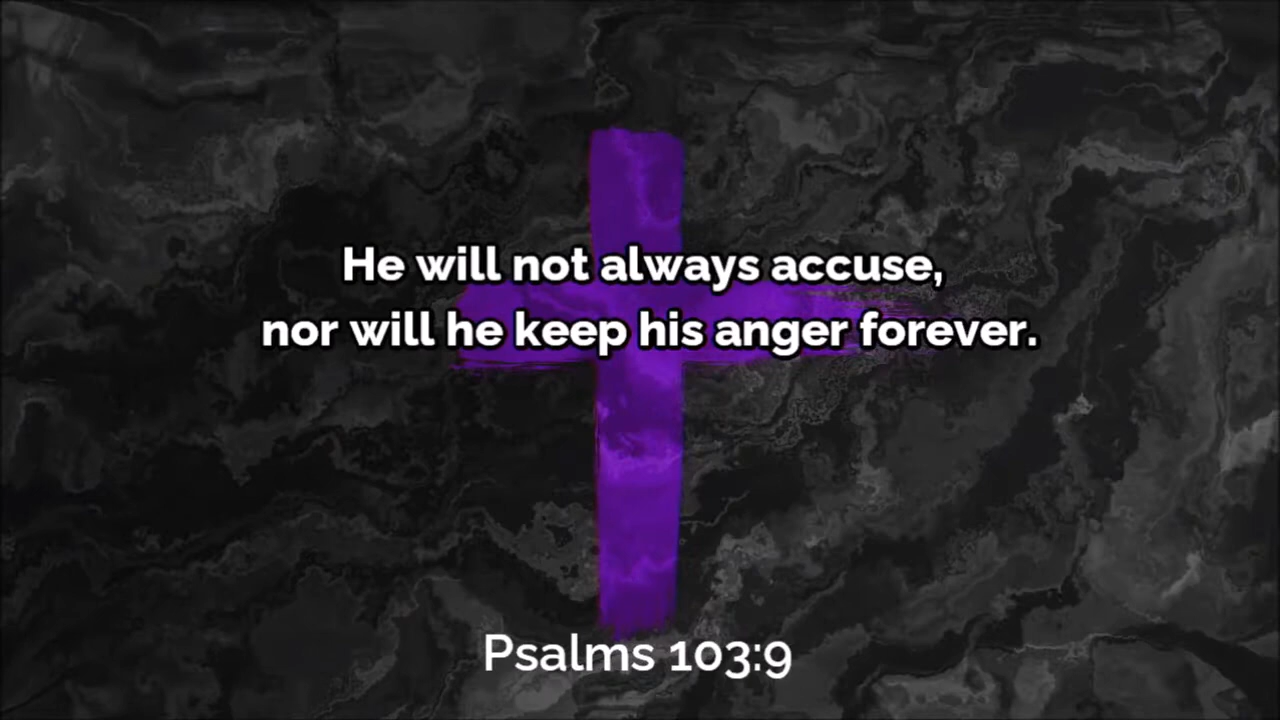 He will not always accuse,
nor will he keep his anger forever.
Psalms 103:9